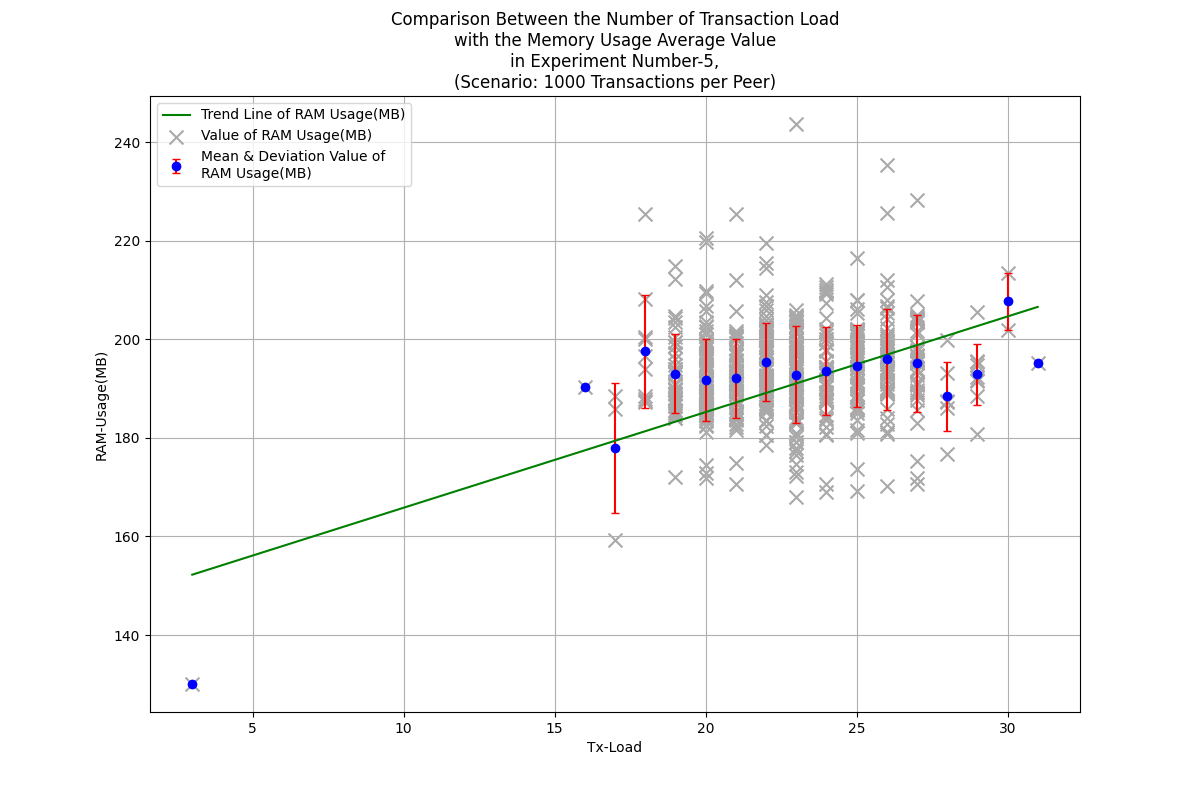 Comparison Between the Number of Transaction Load
with the Memory Usage Average Value
in Experiment Number-5,
(Scenario: 1000 Transactions per Peer)
Trend Line of RAM Usage(MB)
Value of RAM Usage(MB)
Mean & Deviation Value of
RAM Usage(MB)
240
220
200
180
160
140
RAM-Usage(MB)
5 10 15 20 25 30
Tx-Load